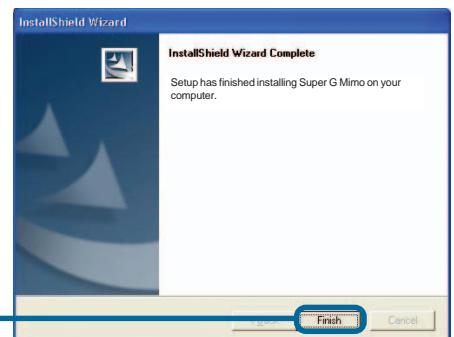 InstallShield Wizard
InstallShield Wizard Complete
Setup has finished installing Super G Mimo on your
computer.
Finish
Cancel